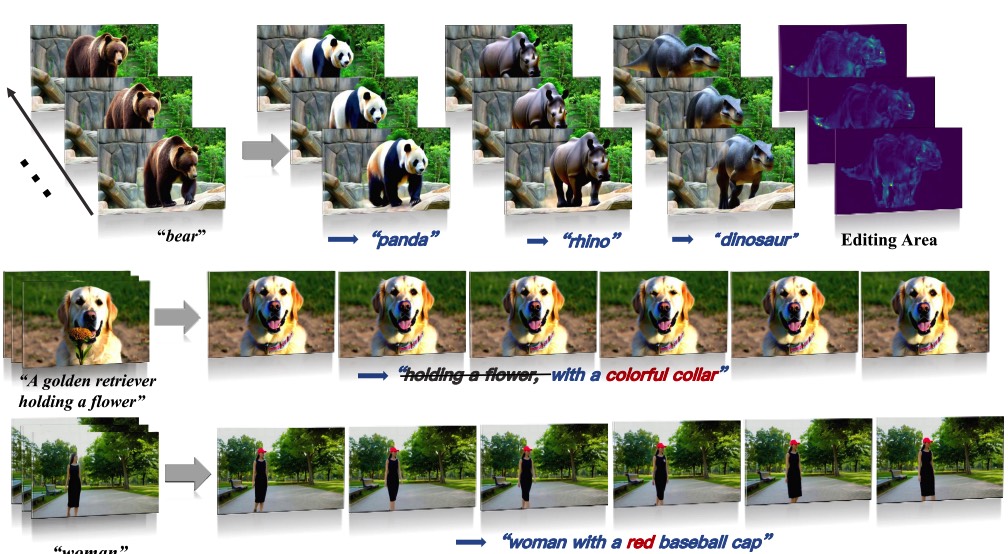 “bear”
“panda”
“rhino”
“dinosaur”
Editing Area
“A golden retriever
holding a flower”
“holding a flower, with a colorful collar”
“woman”
“woman with a red baseball cap”